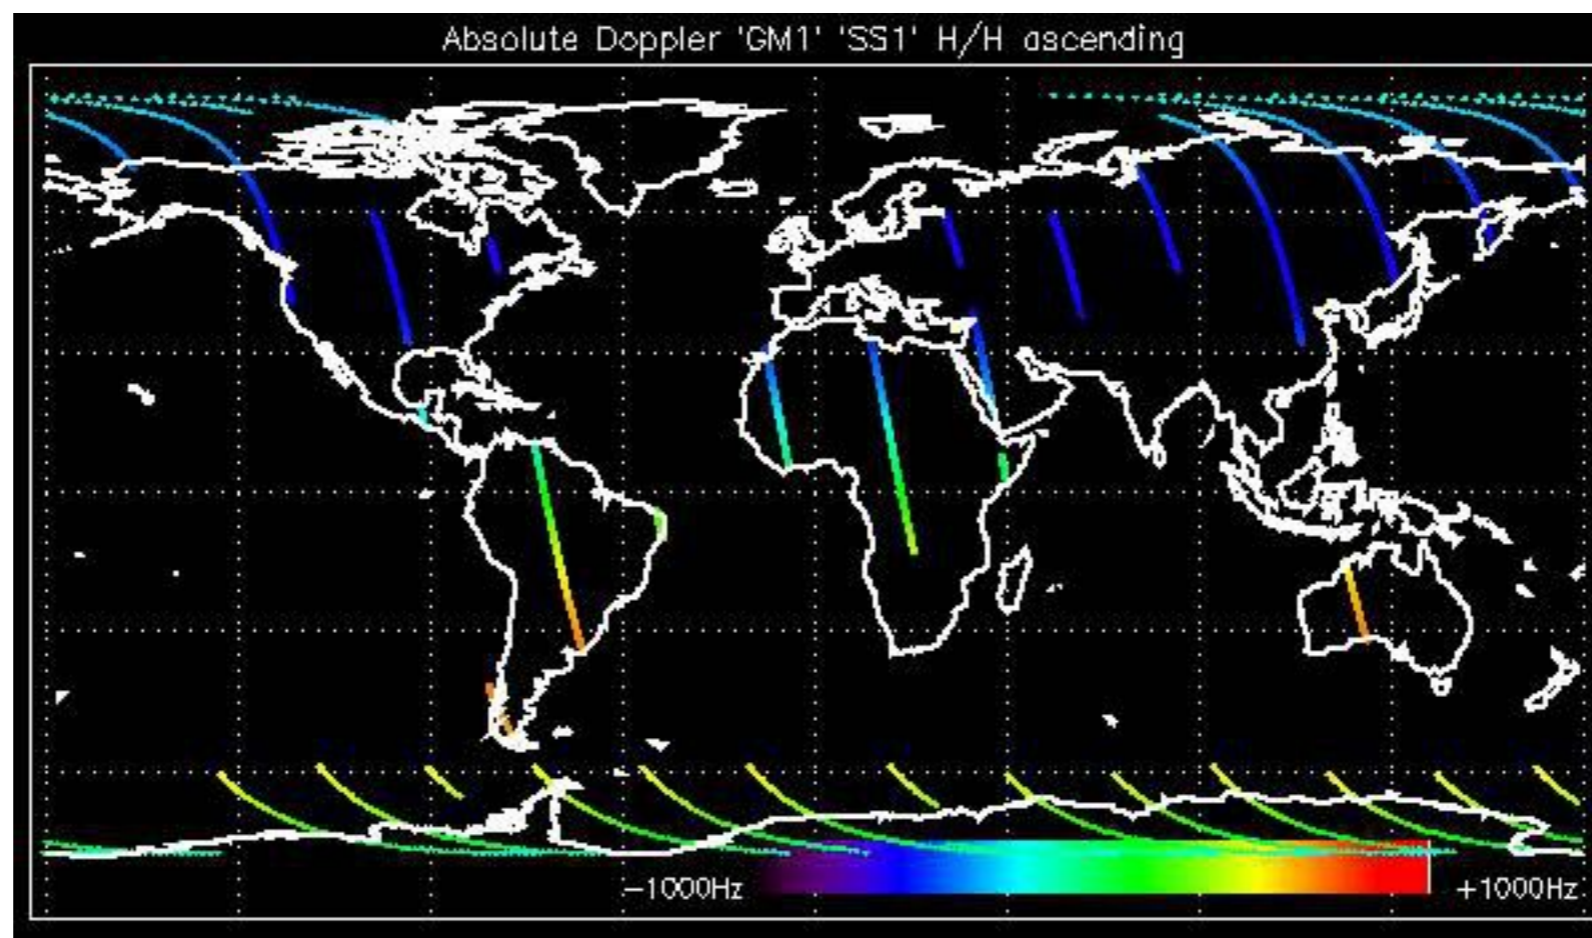 Absolute Doppler 'GM1' 'SS1' H/H ascending
−1000Hz +1000Hz